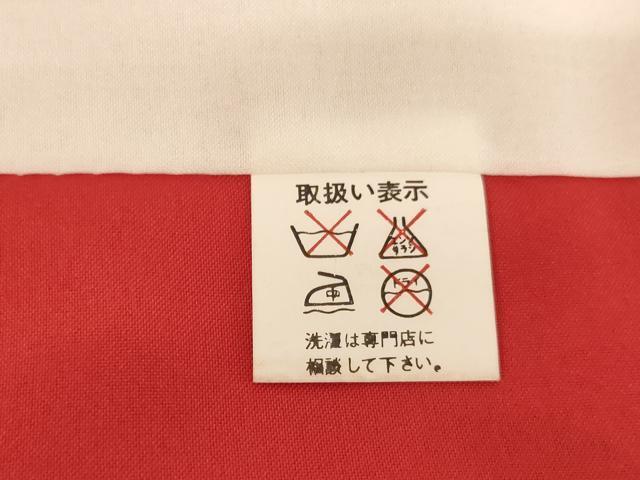 取扱い表示
エンソ
サラシ
中
ドライ
洗濯は専門店に
相談して下さい。